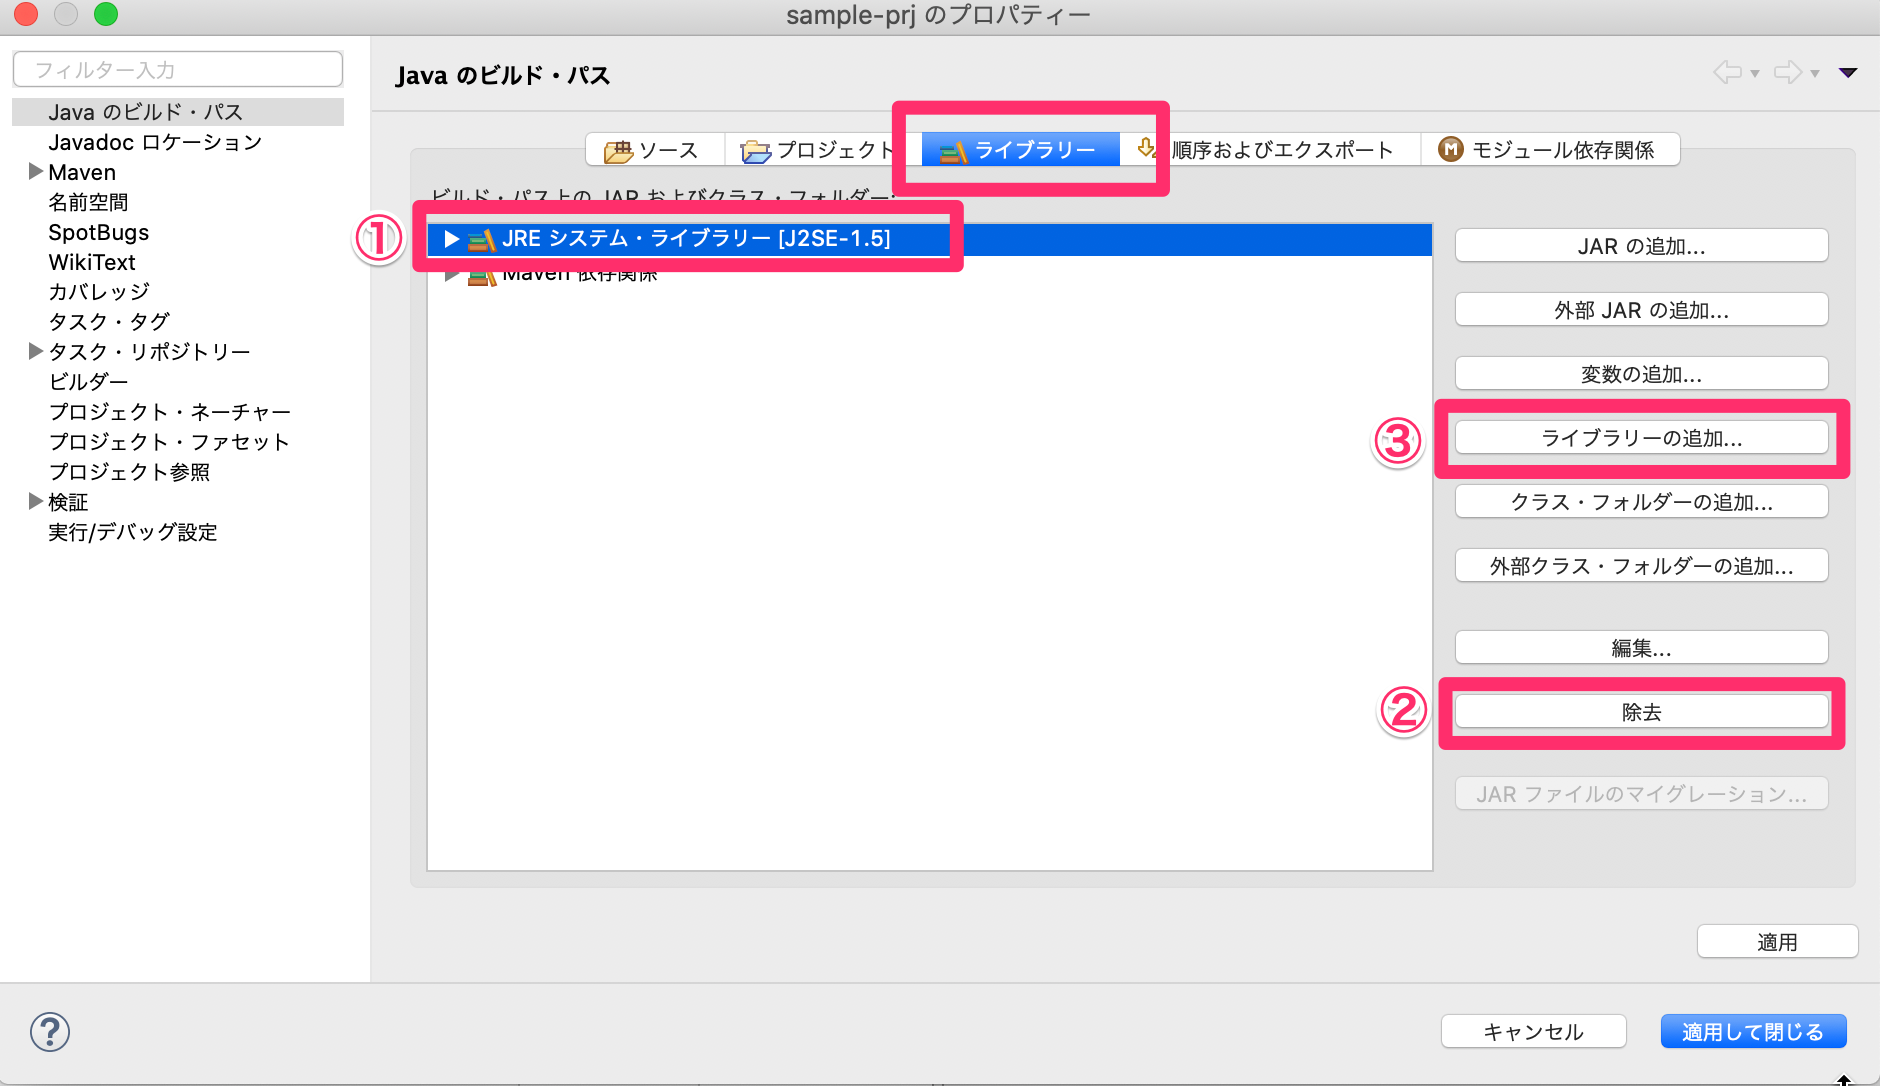 sample-prj のプロパティー
フィルター入力
Java のビルド・パス
Javadoc ロケーション
Maven
名前空間
SpotBugs
WikiText
カバレッジ
タスク・タグ
タスク・リポジトリー
ビルダー
プロジェクト・ネーチャー
プロジェクト・ファセット
プロジェクト参照
検証
実行/デバッグ設定
Java のビルド・パス
ソース
プロジェクト
ライブラリー
順序およびエクスポート
M モジュール依存関係
ビルド・パス上の JAR およびクラス・フォルダー:
① JRE システム・ライブラリー [J2SE-1.5]
Maven 依存関係
JAR の追加...
外部 JAR の追加...
変数の追加...
③ ライブラリーの追加...
クラス・フォルダーの追加...
外部クラス・フォルダーの追加...
編集...
② 除去
JAR ファイルのマイグレーション...
適用
?
キャンセル
適用して閉じる